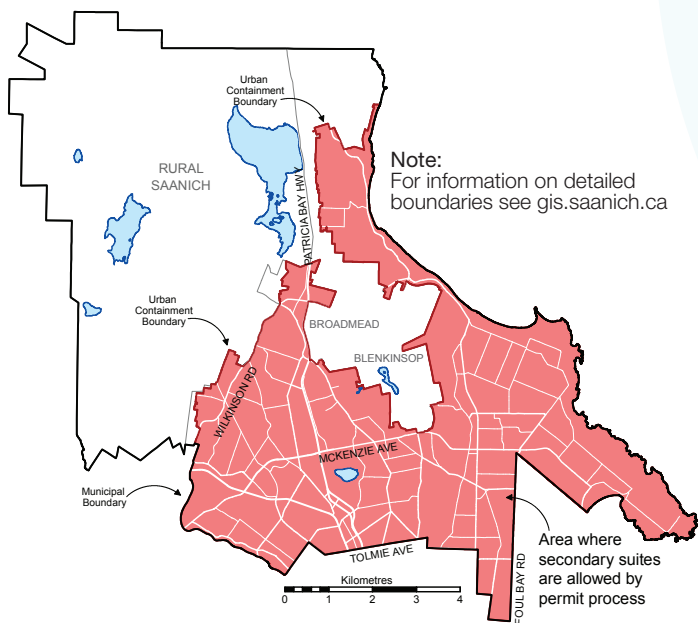 Urban
Containment
Boundary
Note:
For information on detailed
boundaries see gis.saanich.ca
RURAL
SAANICH
PATRICIA BAY HWY
Urban
Containment
Boundary
BROADMEAD
BLENKINSOP
WILKINSON RD
MCKENZIE AVE
Municipal
Boundary
TOLMIE AVE
Area where
secondary suites
are allowed by
permit process
FOUL BAY RD
Kilometres
0 1 2 3 4